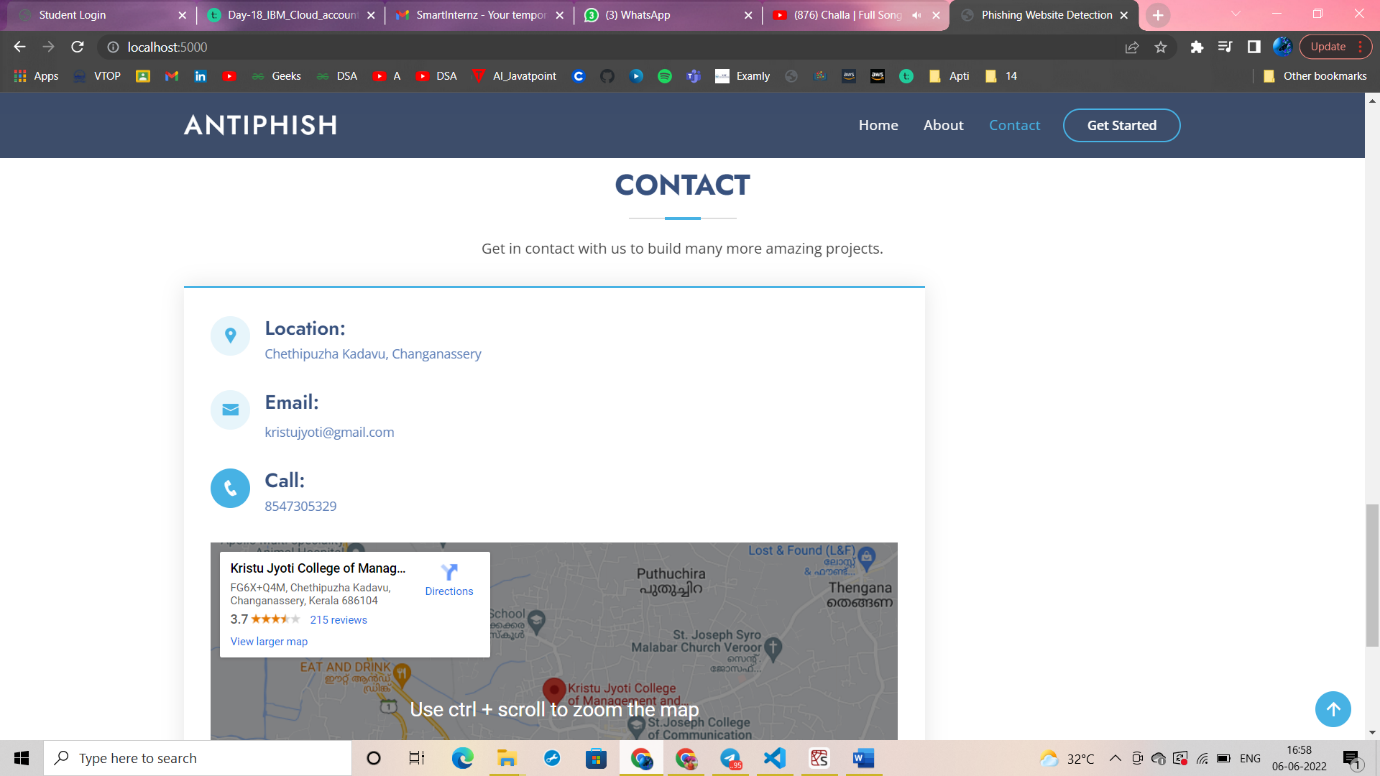 Student Login
Day-18_IBM_Cloud_account
SmartInternz - Your tempor
(3) WhatsApp
(876) Challa | Full Song
Phishing Website Detection
localhost:5000
Update
Apps
VTOP
Geeks
DSA
A
DSA
AI_Javatpoint
Examly
Apti
14
Other bookmarks
ANTIPHISH
Home
About
Contact
Get Started
CONTACT
Get in contact with us to build many more amazing projects.
Location:
Chethipuzha Kadavu, Changanassery
Email:
kristujyoti@gmail.com
Call:
8547305329
Kristu Jyoti College of Manag...
FG6X+Q4M, Chethipuzha Kadavu,
Changanassery, Kerala 686104
3.7
215 reviews
View larger map
Directions
Lost & Found (L&F)
ലോസ്റ്റ്
Puthuchira
പുതുച്ചിറ
Thengana
തെങ്ങണ
School
St. Joseph Syro
Malabar Church Veroor
സെന്റ്
ജോസഫ്...
EAT AND DRINK
ഈറ്റ് ആൻഡ്
ഡ്രിങ്ക്
Kristu Jyoti College
of Management and...
Use ctrl + scroll to zoom the map
St.Joseph College
of Communication
Type here to search
95
32°C
ENG
16:58
06-06-2022
1